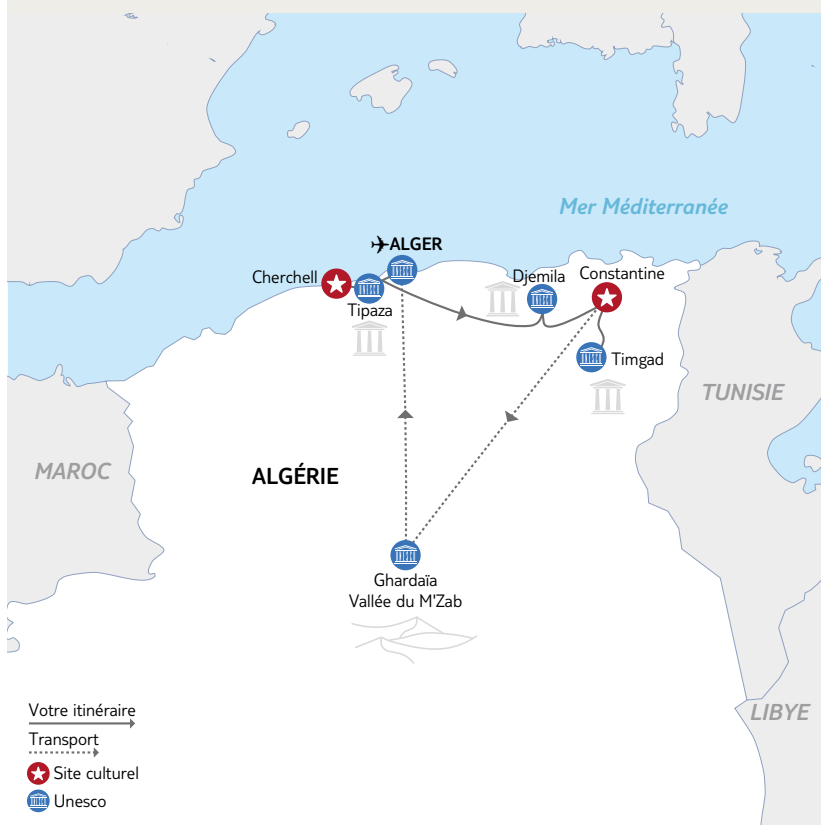 Mer Méditerranée
ALGER
Cherchell
Tipaza
Djemila
Constantine
Timgad
TUNISIE
MAROC
ALGÉRIE
Ghardaïa
Vallée du M'Zab
LIBYE
Votre itinéraire
Transport
Site culturel
Unesco